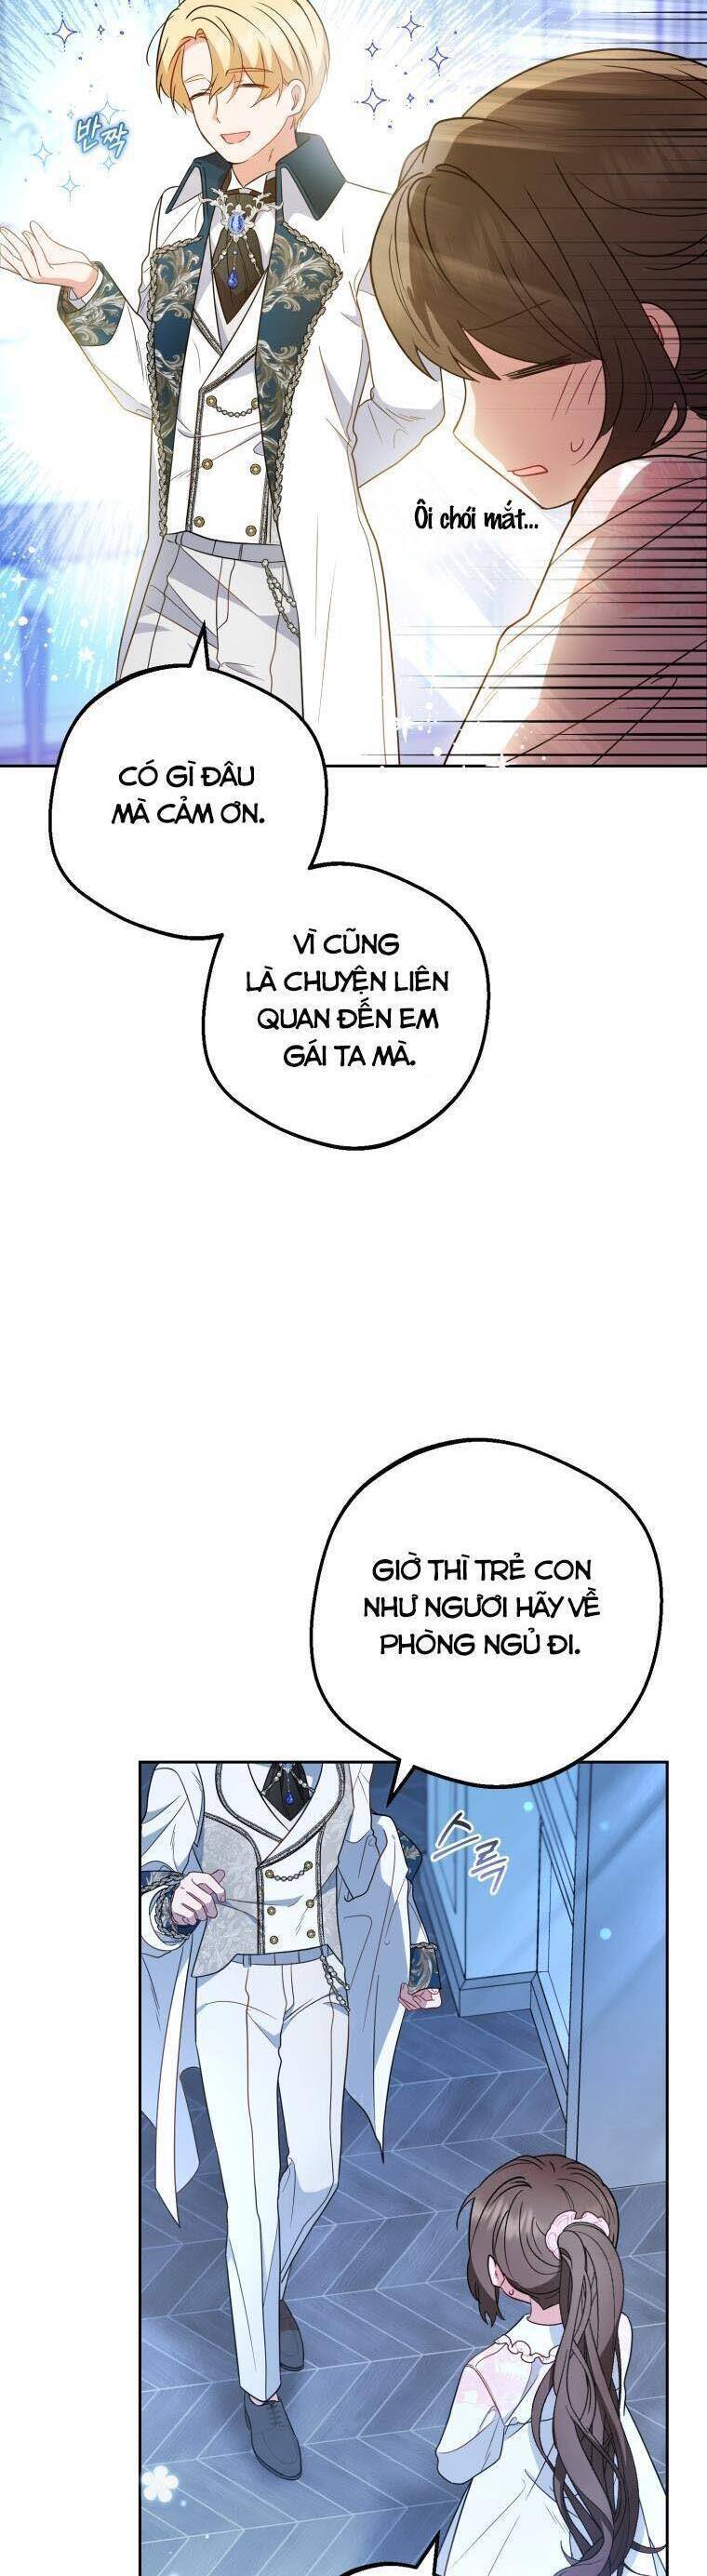 반짝
Ôi chói mắt...
CÓ GÌ ĐÂU
MÀ CẢM ƠN.
VÌ CŨNG
LÀ CHUYỆN LIÊN
QUAN ĐẾN EM
GÁI TA MÀ.
GIỜ THÌ TRẺ CON
NHƯ NGƯƠI HÃY VỀ
PHÒNG NGỦ ĐI.
스륵